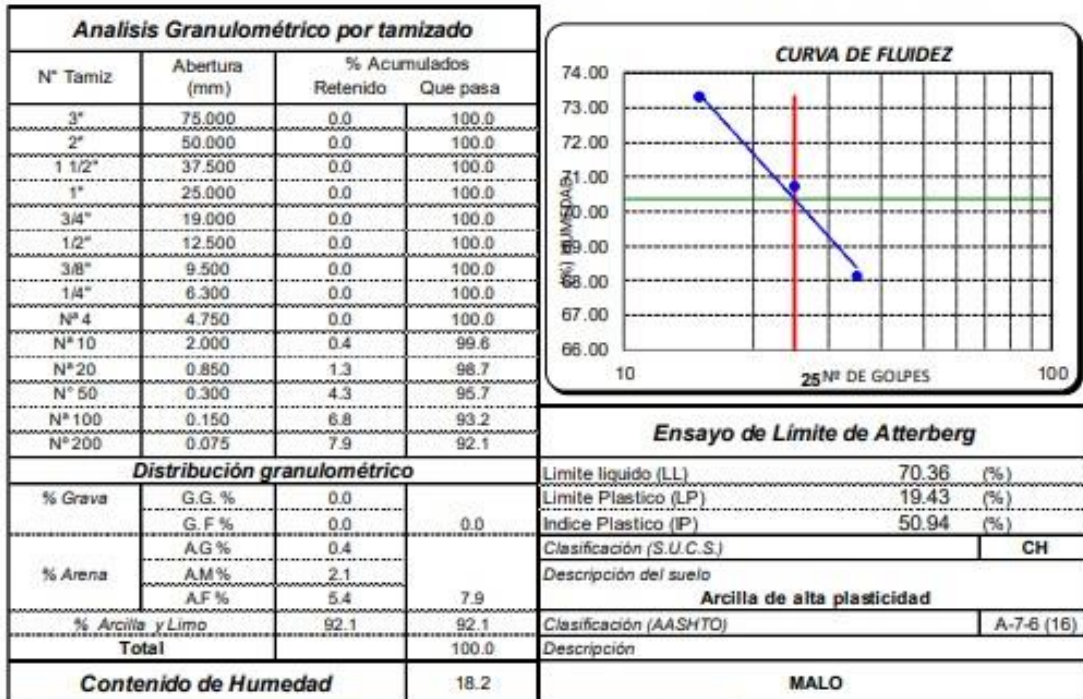 Analisis Granulométrico por tamizado
N° Tamiz Abertura (mm) % Acumulados Retenido Que pasa
3" 75.000 0.0 100.0
2" 50.000 0.0 100.0
1 1/2" 37.500 0.0 100.0
1" 25.000 0.0 100.0
3/4" 19.000 0.0 100.0
1/2" 12.500 0.0 100.0
3/8" 9.500 0.0 100.0
1/4" 6.300 0.0 100.0
Nª 4 4.750 0.0 100.0
Nª 10 2.000 0.4 99.6
Nª 20 0.850 1.3 98.7
N° 50 0.300 4.3 95.7
Nª 100 0.150 6.8 93.2
Nº 200 0.075 7.9 92.1
Distribución granulométrico
% Grava G.G. % 0.0
G. F % 0.0 0.0
% Arena A.G % 0.4
A.M % 2.1
A.F % 5.4 7.9
% Arcilla y Limo 92.1 92.1
Total 100.0
Contenido de Humedad 18.2
CURVA DE FLUIDEZ
(%) HUMEDAD
74.00
73.00
72.00
71.00
70.00
69.00
68.00
67.00
66.00
10 25 Nº DE GOLPES 100
Ensayo de Límite de Atterberg
Limite liquido (LL) 70.36 (%)
Limite Plastico (LP) 19.43 (%)
Indice Plastico (IP) 50.94 (%)
Clasificación (S.U.C.S.) CH
Descripción del suelo
Arcilla de alta plasticidad
Clasificación (AASHTO) A-7-6 (16)
Descripción
MALO